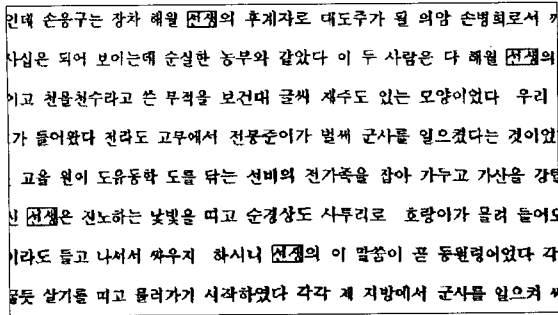 인데 손응구는 장차 해월 선생의 후계자로 대도주가 될 의암 손병희로서
사십은 되어 보이는데 순실한 농부와 같았다 이 두 사람은 다 해월 선생의
이고 천을천수라고 쓴 부적을 보건대 글씨 재주도 있는 모양이었다 우리
가 들어왔다 전라도 고부에서 전봉준이가 벌써 군사를 일으켰다는 것이었
고을 원이 도유동학 도를 닦는 선비의 전가족을 잡아 가두고 가산을 강탈
신 선생은 진노하는 낯빛을 띠고 순경상도 사투리로 호랑이가 물려 들어오
이라도 들고 나서서 싸우지 하시니 선생의 이 말씀이 곧 동원령이었다 각
끓듯 살기를 띠고 물러가기 시작하였다 각각 제 지방에서 군사를 일으켜